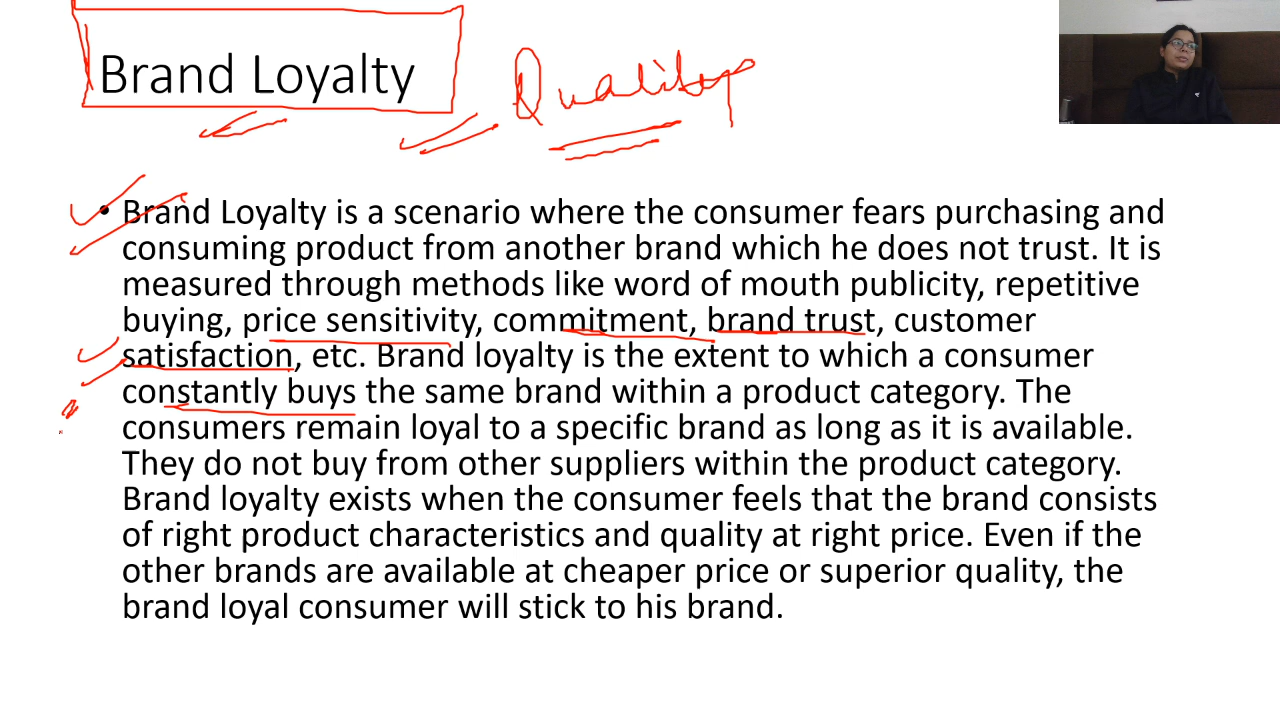 Brand Loyalty
Quality
• Brand Loyalty is a scenario where the consumer fears purchasing and
consuming product from another brand which he does not trust. It is
measured through methods like word of mouth publicity, repetitive
buying, price sensitivity, commitment, brand trust, customer
satisfaction, etc. Brand loyalty is the extent to which a consumer
constantly buys the same brand within a product category. The
consumers remain loyal to a specific brand as long as it is available.
They do not buy from other suppliers within the product category.
Brand loyalty exists when the consumer feels that the brand consists
of right product characteristics and quality at right price. Even if the
other brands are available at cheaper price or superior quality, the
brand loyal consumer will stick to his brand.